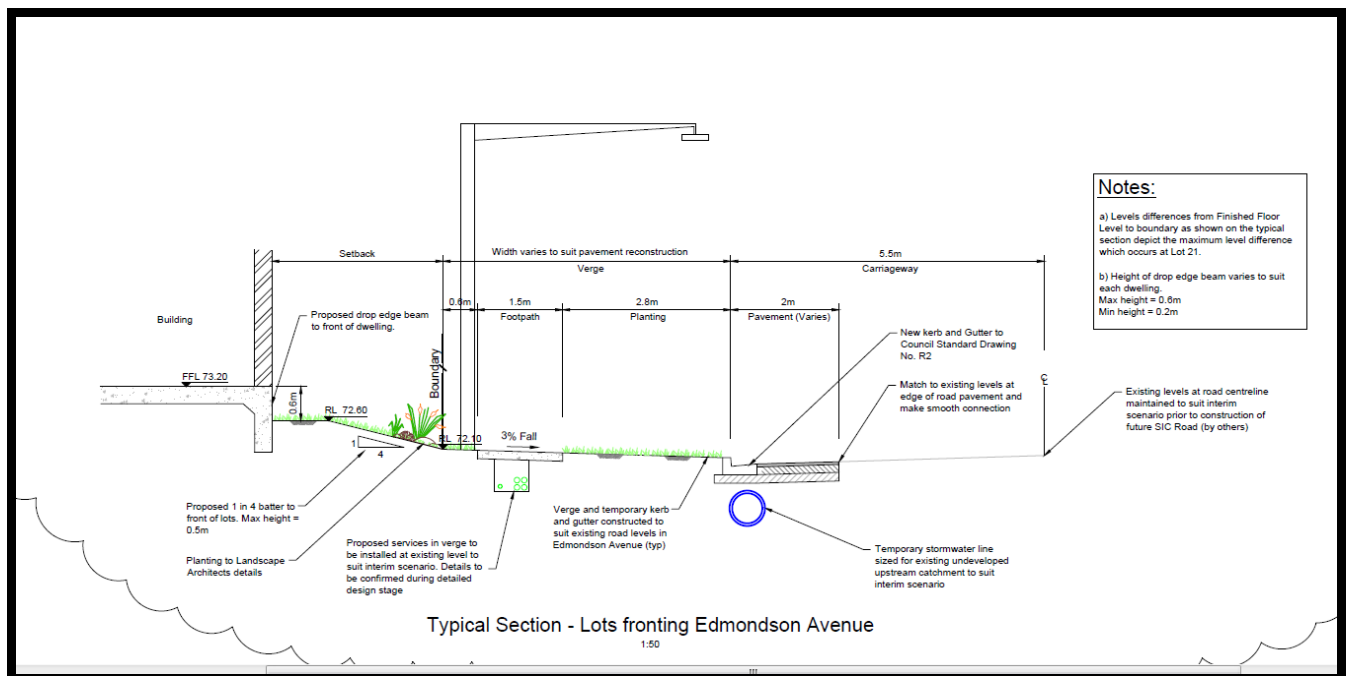 Notes:
a) Levels differences from Finished Floor
Level to boundary as shown on the typical
section depict the maximum level difference
which occurs at Lot 21.
b) Height of drop edge beam varies to suit
each dwelling.
Max height = 0.6m
Min height = 0.2m
Setback
Width varies to suit pavement reconstruction
Verge
5.5m
Carriageway
0.6m
1.5m
Footpath
2.8m
Planting
2m
Pavement (Varies)
Building
Proposed drop edge beam
to front of dwelling.
Boundary
New kerb and Gutter to
Council Standard Drawing
No. R2
FFL 73.20
0.6m
RL 72.60
RL 72.10
3% Fall
1
4
Match to existing levels at
edge of road pavement and
make smooth connection
Existing levels at road centreline
maintained to suit interim
scenario prior to construction of
future SIC Road (by others)
Proposed 1 in 4 batter to
front of lots. Max height =
0.5m
Planting to Landscape
Architects details
Proposed services in verge to
be installed at existing level to
suit interim scenario. Details to
be confirmed during detailed
design stage
Verge and temporary kerb
and gutter constructed to
suit existing road levels in
Edmondson Avenue (typ)
Temporary stormwater line
sized for existing undeveloped
upstream catchment to suit
interim scenario
Typical Section - Lots fronting Edmondson Avenue
1:50